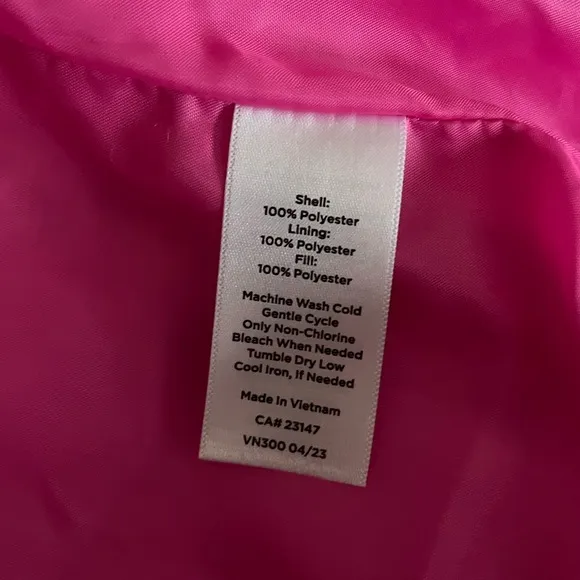 Shell:
100% Polyester
Lining:
100% Polyester
Fill:
100% Polyester
Machine Wash Cold
Gentle Cycle
Only Non-Chlorine
Bleach When Needed
Tumble Dry Low
Cool Iron, If Needed
Made In Vietnam
CA# 23147
VN300 04/23